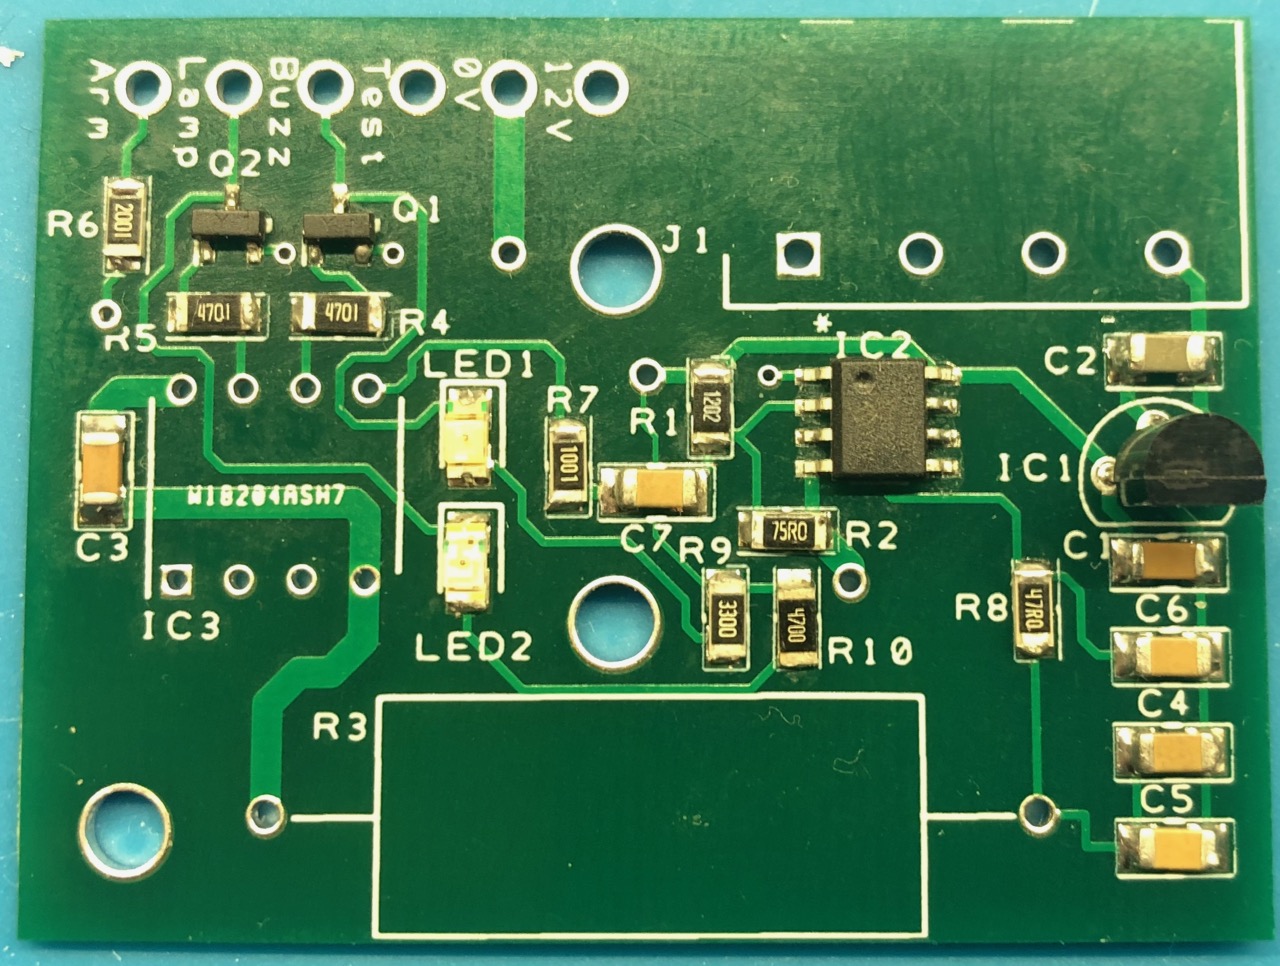 Arm
Lamp
Buzz
Test
0V
12V
Q2
Q1
R6
2001
J1
4701
4701
R5
R4
*
IC2
C2
LED1
R7
R1
1202
1001
IC1
W18204ASH7
C3
C7
R9
75R0
R2
C1
IC3
LED2
3300
4700
R10
R8
47R0
C6
R3
C4
C5